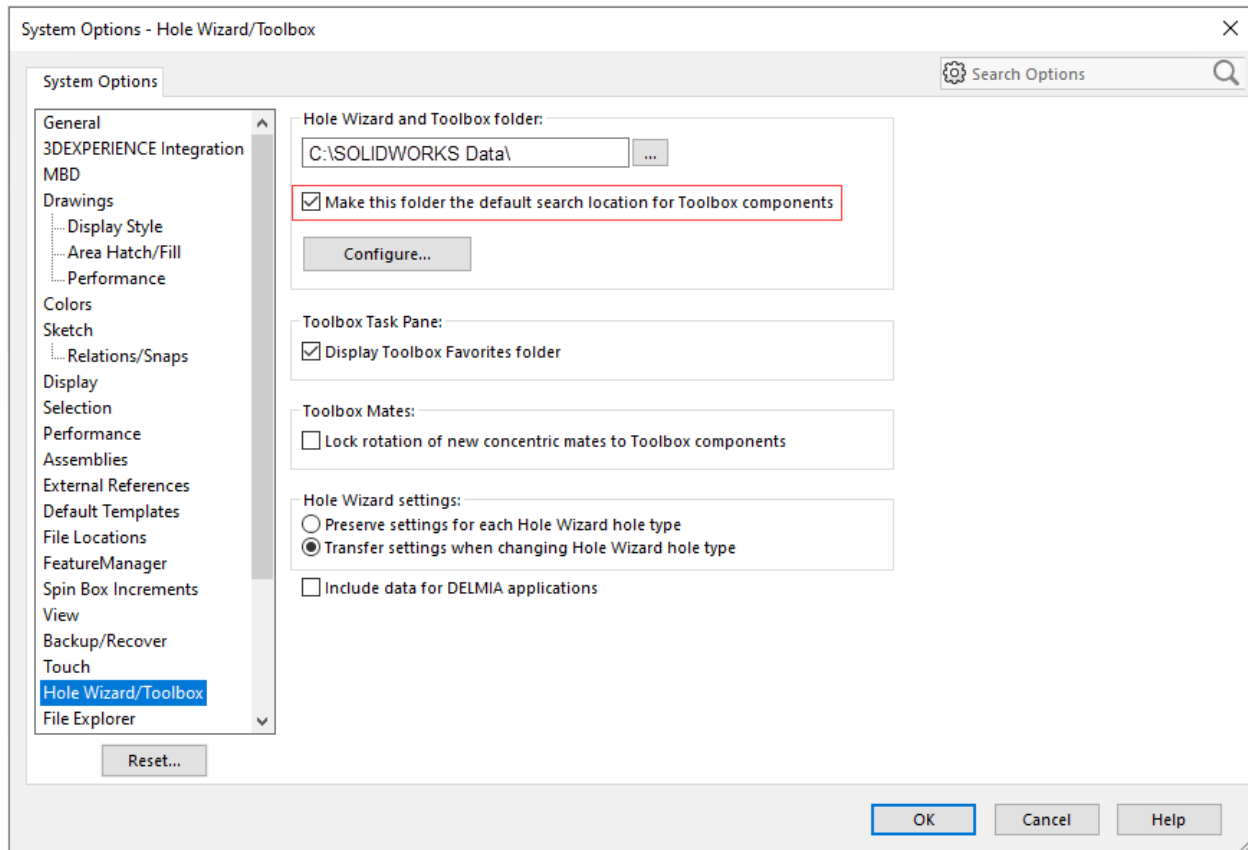 System Options - Hole Wizard/Toolbox
System Options
Search Options
General
3DEXPERIENCE Integration
MBD
Drawings
Display Style
Area Hatch/Fill
Performance
Colors
Sketch
Relations/Snaps
Display
Selection
Performance
Assemblies
External References
Default Templates
File Locations
FeatureManager
Spin Box Increments
View
Backup/Recover
Touch
Hole Wizard/Toolbox
File Explorer
Reset...
Hole Wizard and Toolbox folder:
C:\SOLIDWORKS Data\
...
Make this folder the default search location for Toolbox components
Configure...
Toolbox Task Pane:
Display Toolbox Favorites folder
Toolbox Mates:
Lock rotation of new concentric mates to Toolbox components
Hole Wizard settings:
Preserve settings for each Hole Wizard hole type
Transfer settings when changing Hole Wizard hole type
Include data for DELMIA applications
OK
Cancel
Help